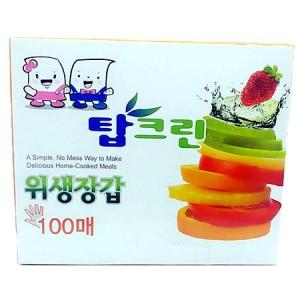 탑크린
A Simple, No Mess Way to Make
Delicious Home-Cooked Meals
위생장갑
100매